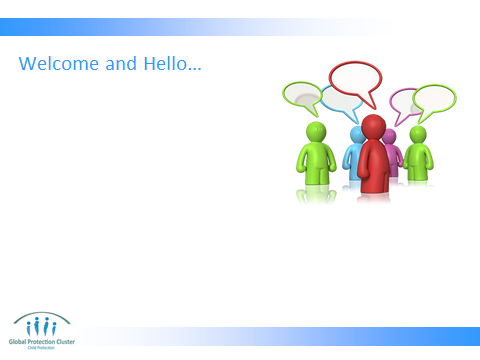 Welcome and Hello…
Global Protection Cluster
Child Protection